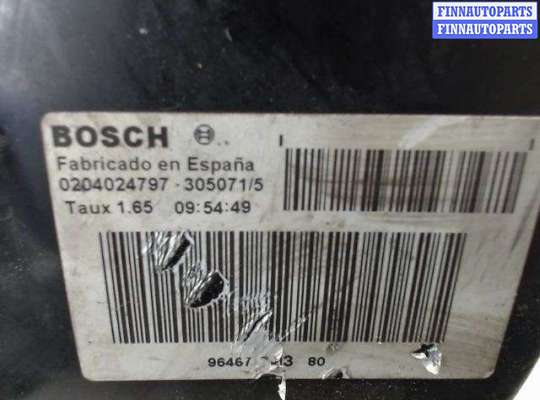 FINNAUTOPARTS
FINNAUTOPARTS
BOSCH
Fabricado en España
0204024797 - 305071/5
Taux 1.65 09:54:49
80